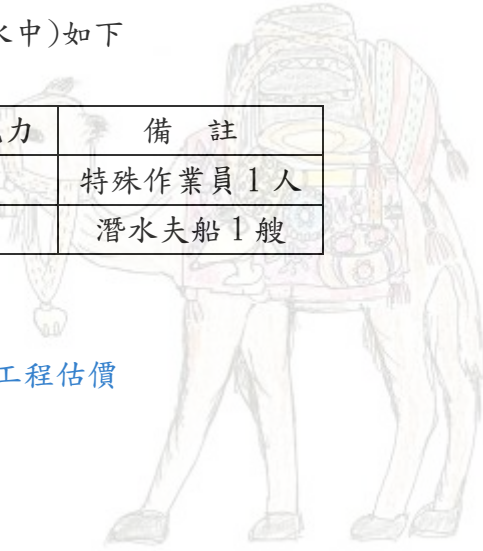 水中)如下
力 備 註
特殊作業員 1 人
潛水夫船 1 艘
工程估價